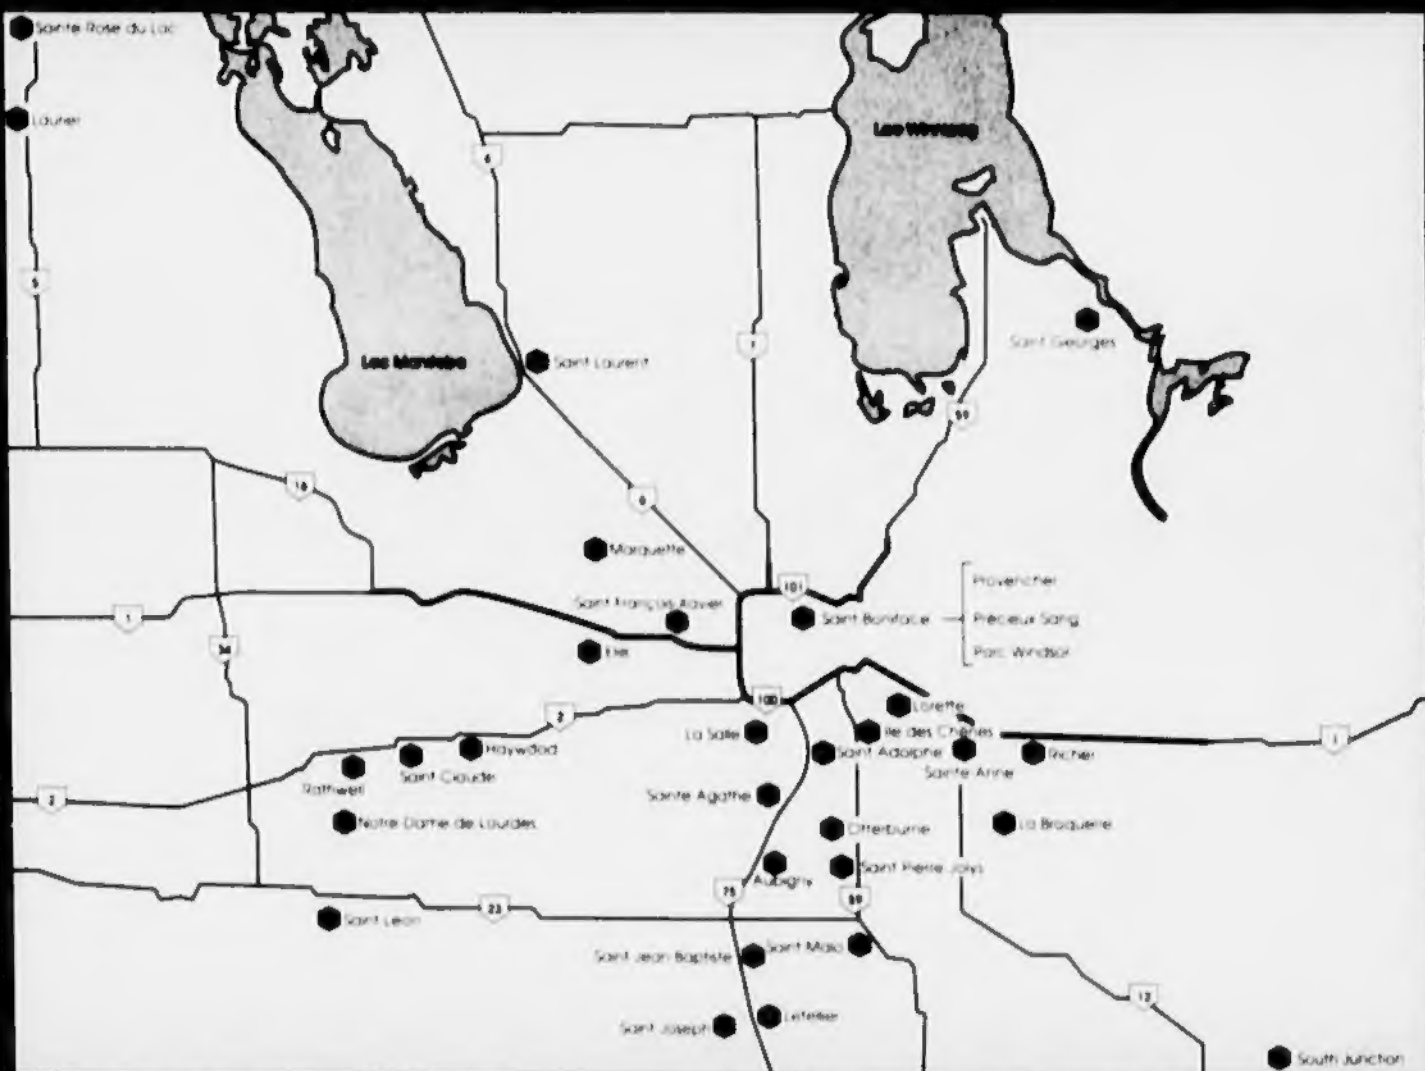 Sainte Rose du Lac
Laurier
Lac Winnipeg
6
5
Saint Georges
1
Lac Manitoba
Saint Laurent
59
16
6
Marquette
101
Provencher
Saint François Xavier
Saint Boniface
Précieux Sang
1
Elie
Parc Windsor
34
100
Lorette
2
La Salle
Ile des Chênes
1
Haywood
Saint Adolphe
Richer
Saint Claude
Sainte Anne
Rathwell
2
Sainte Agathe
Notre Dame de Lourdes
Otterburne
La Broquerie
Saint Pierre Jolys
Aubigny
75
59
23
Saint Léon
Saint Malo
Saint Jean Baptiste
12
Letellier
Saint Joseph
South Junction